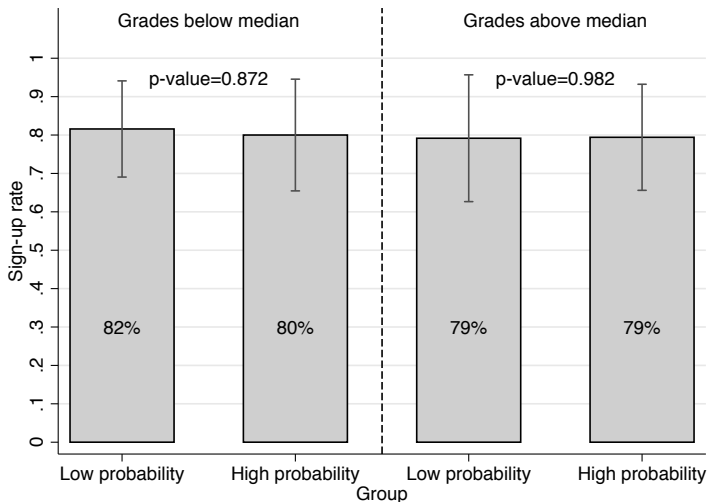 Grades below median
Grades above median
p-value=0.872
p-value=0.982
Sign-up rate
1
.9
.8
.7
.6
.5
.4
.3
.2
.1
0
82%
80%
79%
79%
Low probability
High probability
Low probability
High probability
Group